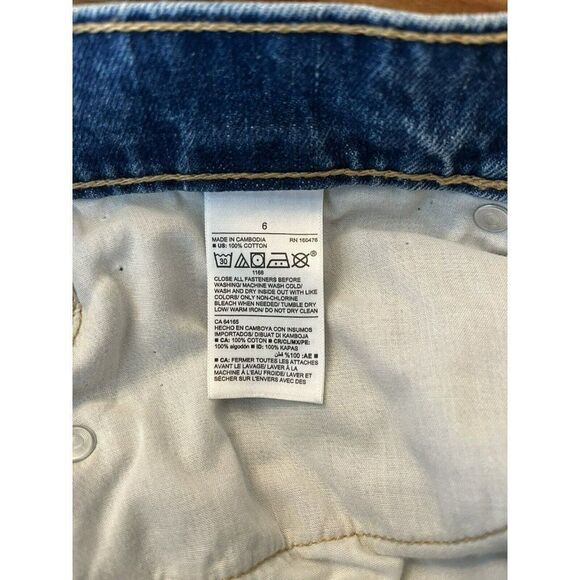 6
MADE IN CAMBODIA RN 160476
■ US: 100% COTTON
30 ®
1166
CLOSE ALL FASTENERS BEFORE
WASHING/ MACHINE WASH COLD/
WASH AND DRY INSIDE OUT WITH LIKE
COLORS/ ONLY NON-CHLORINE
BLEACH WHEN NEEDED/ TUMBLE DRY
LOW/ WARM IRON/ DO NOT DRY CLEAN
CA 64165
HECHO EN CAMBOYA CON INSUMOS
IMPORTADOS/ DIBUAT DI KAMBOJA
■ CA: 100% COTON ■ CR/CL/MX/PE:
100% algodón ■ ID: 100% KAPAS
■ AE: 100% قطن
■ CA: FERMER TOUTES LES ATTACHES
AVANT LE LAVAGE/ LAVER À LA
MACHINE À L'EAU FROIDE/ LAVER ET
SÉCHER SUR L'ENVERS AVEC DES